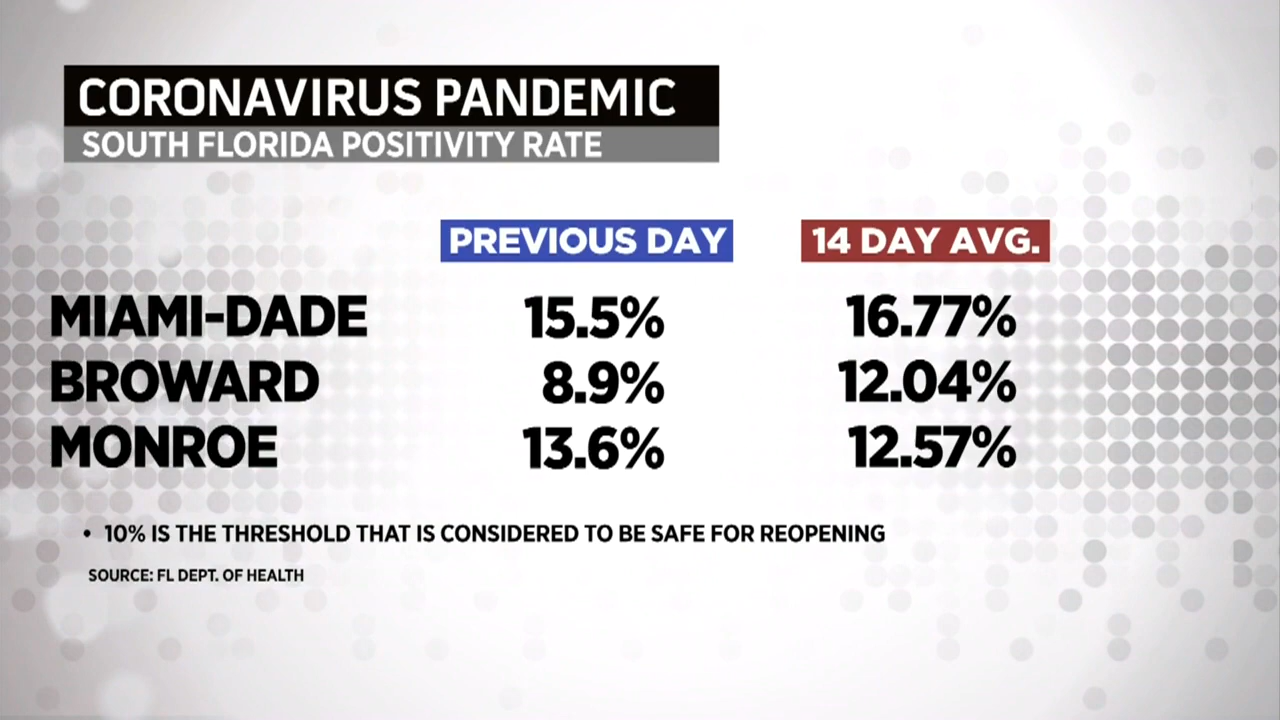 CORONAVIRUS PANDEMIC
SOUTH FLORIDA POSITIVITY RATE
PREVIOUS DAY 14 DAY AVG.
MIAMI-DADE 15.5% 16.77%
BROWARD 8.9% 12.04%
MONROE 13.6% 12.57%
• 10% IS THE THRESHOLD THAT IS CONSIDERED TO BE SAFE FOR REOPENING
SOURCE: FL DEPT. OF HEALTH